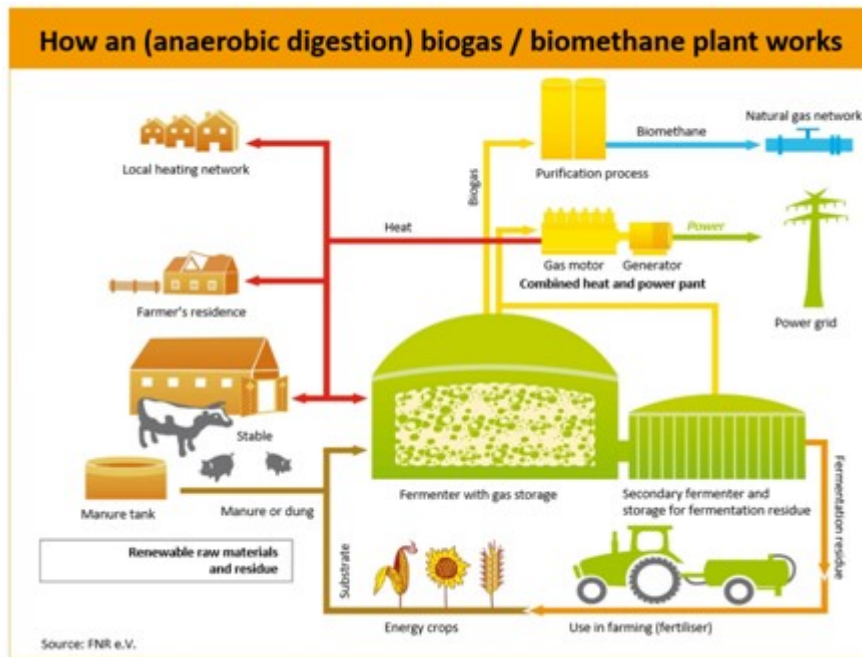 How an (anaerobic digestion) biogas / biomethane plant works
Local heating network
Farmer's residence
Stable
Manure tank
Manure or dung
Renewable raw materials
and residue
Source: FNR e.V.
Heat
Biogas
Purification process
Biomethane
Natural gas network
Gas motor
Generator
Combined heat and power pant
Power
Power grid
Fermenter with gas storage
Secondary fermenter and
storage for fermentation residue
Fermentation residue
Substrate
Energy crops
Use in farming (fertiliser)